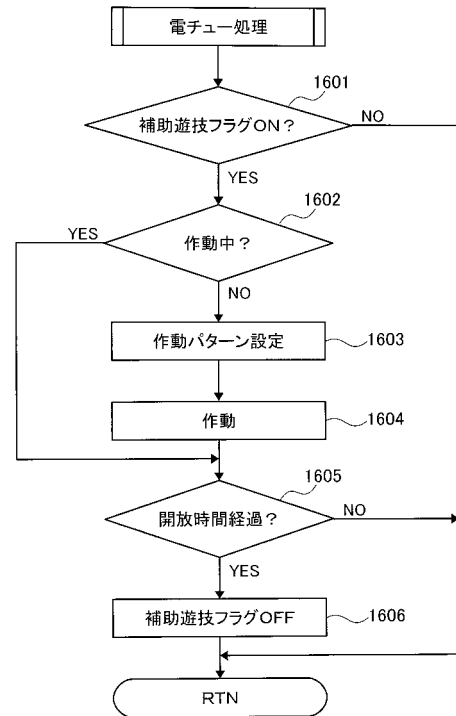 電チュー処理
1601
補助遊技フラグON？
NO
YES
1602
YES
作動中？
NO
作動パターン設定
1603
作動
1604
1605
開放時間経過？
NO
YES
補助遊技フラグOFF
1606
RTN